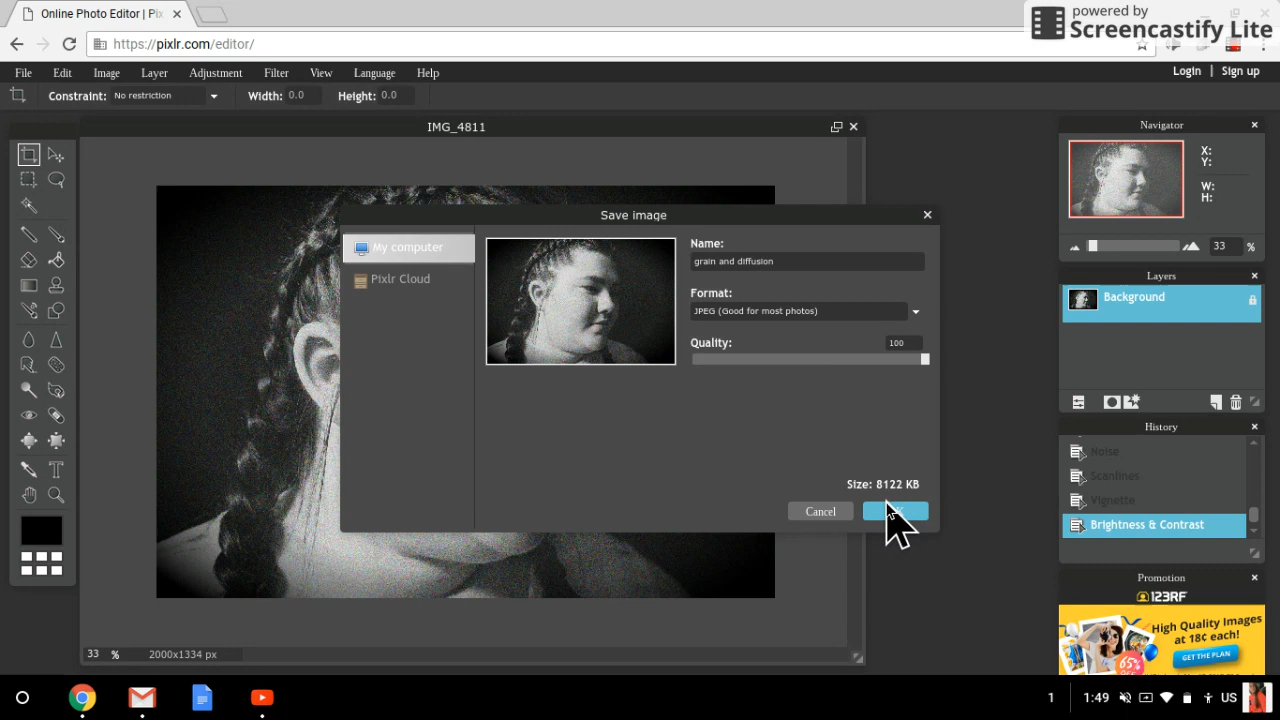 Online Photo Editor | Pix
powered by
Screencastify Lite
https://pixlr.com/editor/
File Edit Image Layer Adjustment Filter View Language Help
Login | Sign up
Constraint: No restriction Width: 0.0 Height: 0.0
IMG_4811
Navigator
X:
Y:
W:
H:
33 %
Save image
My computer
Pixlr Cloud
Name:
grain and diffusion
Format:
JPEG (Good for most photos)
Quality: 100
Size: 8122 KB
Cancel
Layers
Background
History
Noise
Scanlines
Vignette
Brightness & Contrast
Promotion
123RF
High Quality Images
at 18¢ each!
GET THE PLAN
65%
33 % 2000x1334 px
1 1:49 US